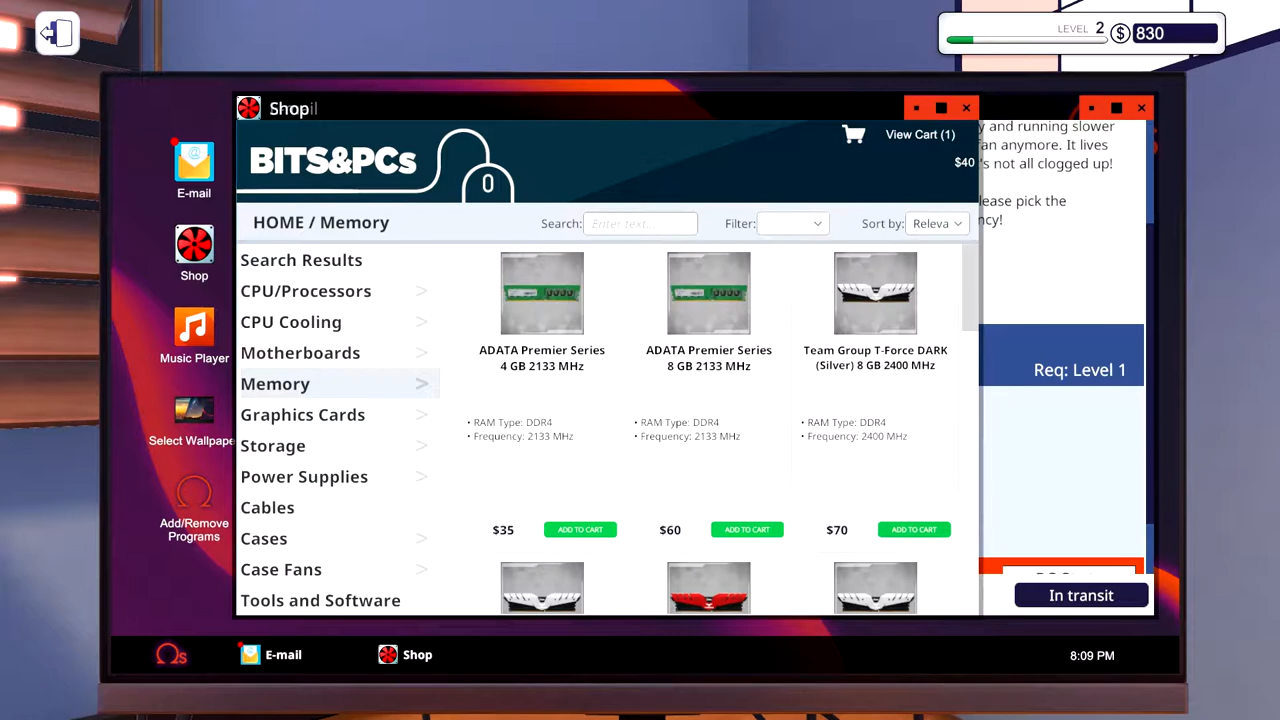 LEVEL 2
$ 830
Shop
E-mail
Shop
Music Player
Select Wallpape
Add/Remove
Programs
BITS&PCs
View Cart (1)
$40
HOME / Memory
Search:
Enter text...
Filter:
Sort by:
Releva
Search Results
CPU/Processors >
CPU Cooling >
Motherboards >
Memory >
Graphics Cards >
Storage >
Power Supplies >
Cables
Cases >
Case Fans >
Tools and Software
ADATA Premier Series
4 GB 2133 MHz
• RAM Type: DDR4
• Frequency: 2133 MHz
$35
ADD TO CART
ADATA Premier Series
8 GB 2133 MHz
• RAM Type: DDR4
• Frequency: 2133 MHz
$60
ADD TO CART
Team Group T-Force DARK
(Silver) 8 GB 2400 MHz
• RAM Type: DDR4
• Frequency: 2400 MHz
$70
ADD TO CART
y and running slower
an anymore. It lives
's not all clogged up!
lease pick the
ncy!
Req: Level 1
In transit
Ωs
E-mail
Shop
8:09 PM